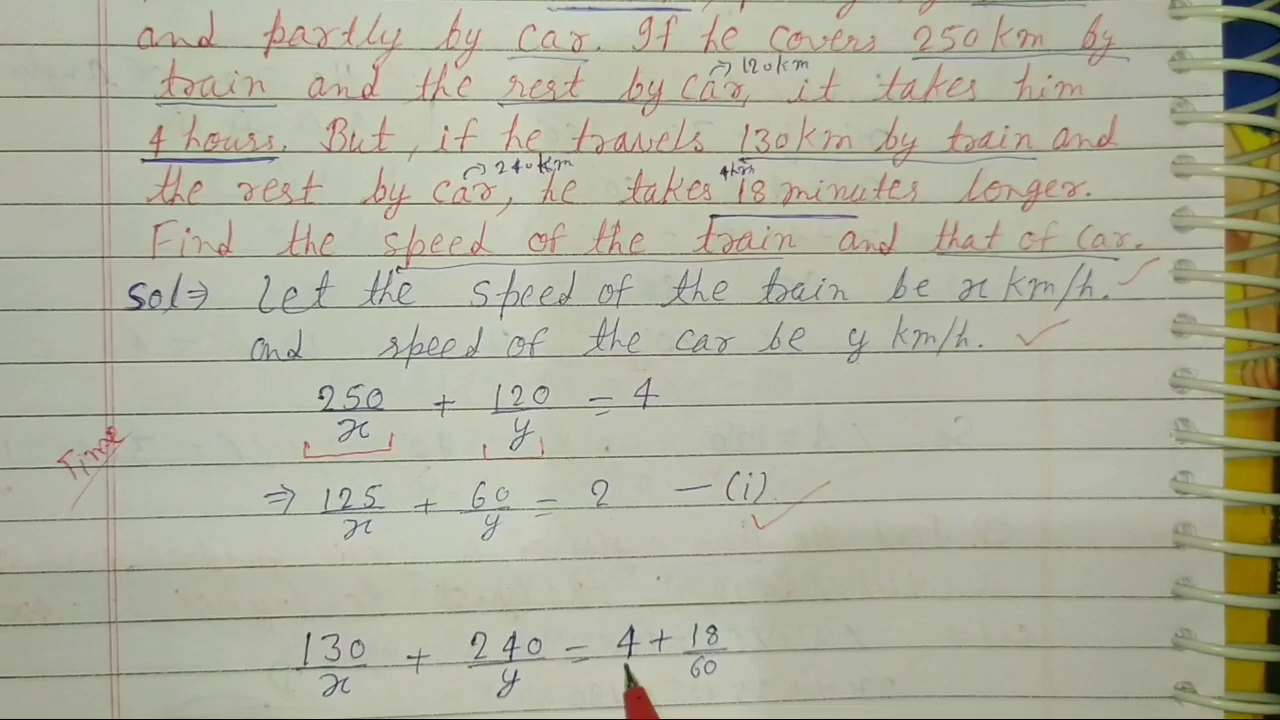 and partly by car. If he covers 250 km by
⇒ 120 km
train and the rest by car, it takes him
4 hours. But, if he travels 130 km by train and
⇒ 240 km 4 hrs
the rest by car, he takes 18 minutes longer.
Find the speed of the train and that of car.
Sol ⇒ Let the speed of the train be x km/h.
and speed of the car be y km/h.
250/x + 120/y = 4
Time
⇒ 125/x + 60/y = 2 — (i)
130/x + 240/y = 4 + 18/60